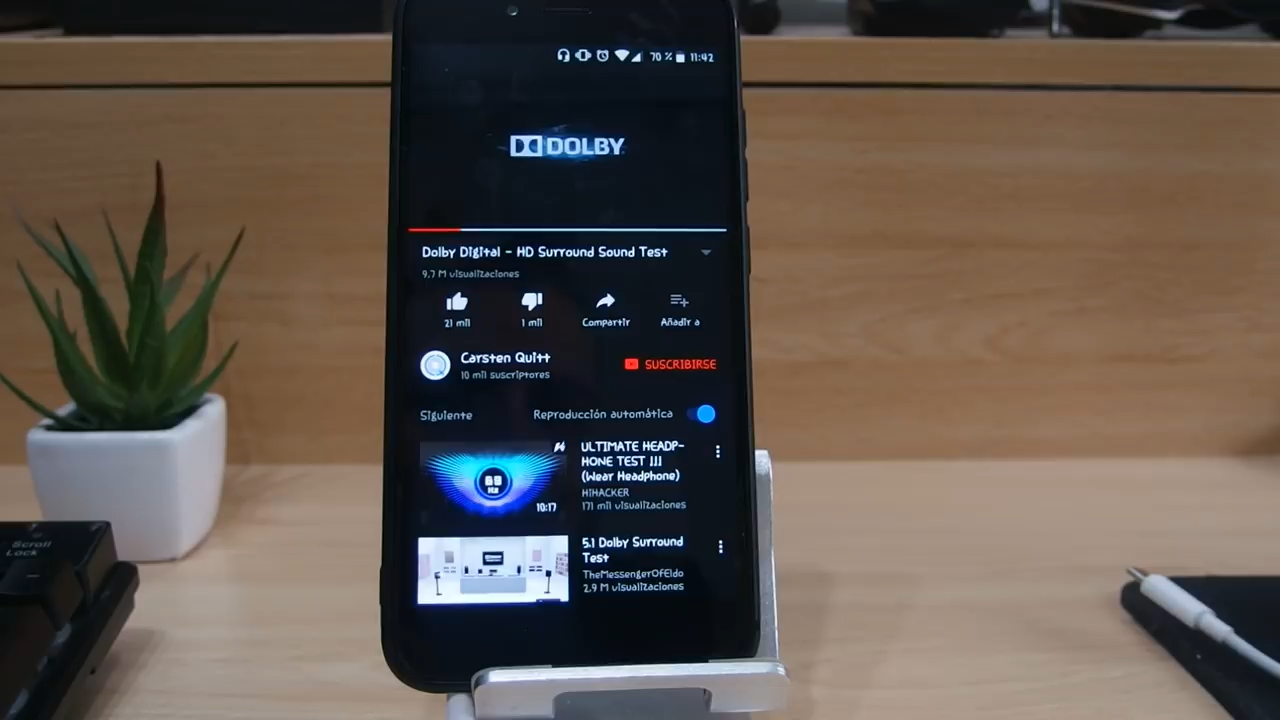 70 % 11:42
DOLBY
Dolby Digital - HD Surround Sound Test
9,7 M visualizaciones
21 mil
1 mil
Compartir
Añadir a
Carsten Quitt
10 mil suscriptores
SUSCRIBIRSE
Siguiente
Reproducción automática
60
Hz
10:17
ULTIMATE HEADP-
HONE TEST !!!
(Wear Headphone)
HIHACKER
171 mil visualizaciones
5.1 Dolby Surround
Test
TheMessengerOfEldo
2,9 M visualizaciones
Scroll
Lock